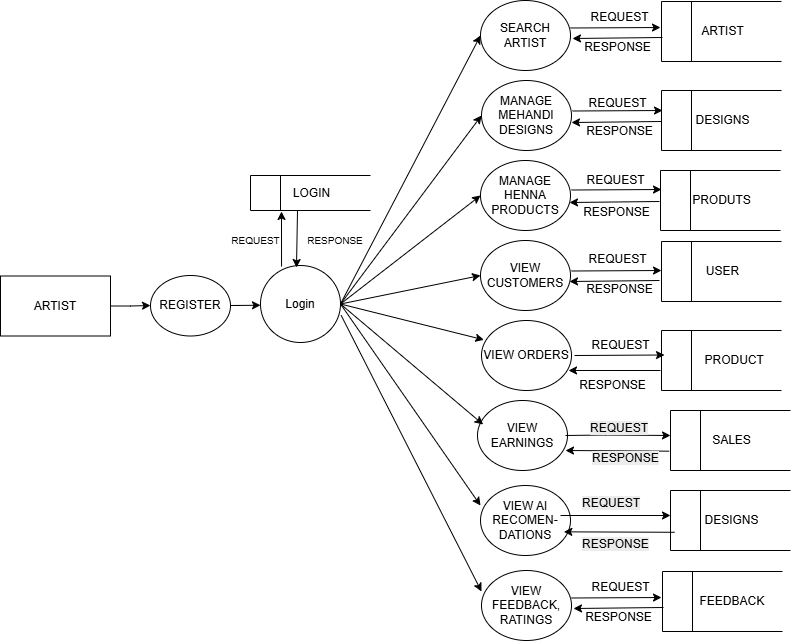 SEARCH
ARTIST
REQUEST
RESPONSE
ARTIST
MANAGE
MEHANDI
DESIGNS
REQUEST
RESPONSE
DESIGNS
MANAGE
HENNA
PRODUCTS
REQUEST
RESPONSE
PRODUTS
LOGIN
REQUEST
RESPONSE
VIEW
CUSTOMERS
REQUEST
RESPONSE
USER
ARTIST
REGISTER
Login
VIEW ORDERS
REQUEST
RESPONSE
PRODUCT
VIEW
EARNINGS
REQUEST
RESPONSE
SALES
VIEW AI
RECOMEN-
DATIONS
REQUEST
RESPONSE
DESIGNS
VIEW
FEEDBACK,
RATINGS
REQUEST
RESPONSE
FEEDBACK